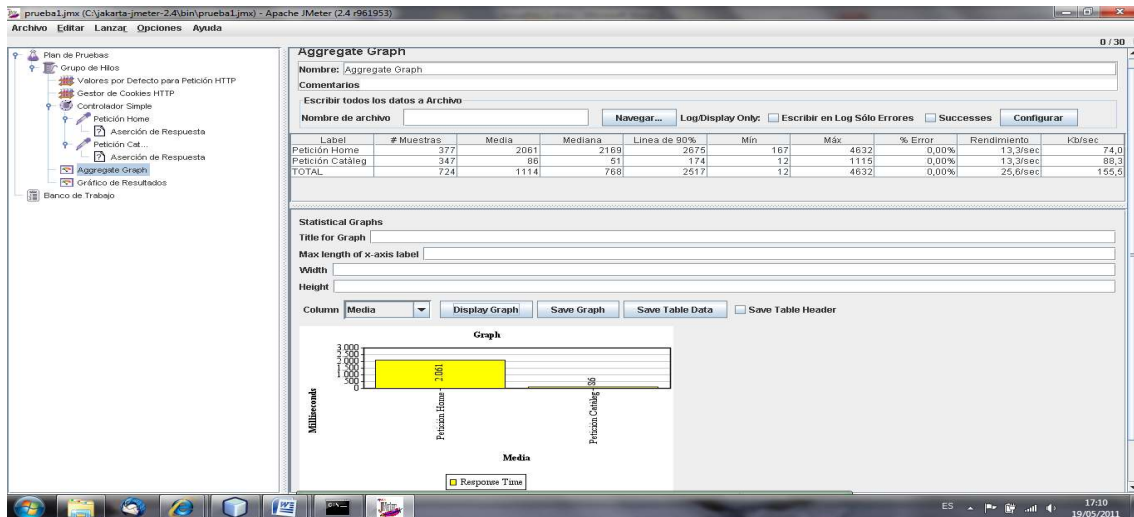 prueba1.jmx (C:\jakarta-jmeter-2.4\bin\prueba1.jmx) - Apache JMeter (2.4 r961953)
Archivo Editar Lanzar Opciones Ayuda
0 / 30
Plan de Pruebas
Grupo de Hilos
Valores por Defecto para Petición HTTP
Gestor de Cookies HTTP
Controlador Simple
Petición Home
Aserción de Respuesta
Petición Cat...
Aserción de Respuesta
Aggregate Graph
Gráfico de Resultados
Banco de Trabajo
Aggregate Graph
Nombre: Aggregate Graph
Comentarios
Escribir todos los datos a Archivo
Nombre de archivo Navegar... Log/Display Only: Escribir en Log Sólo Errores Successes Configurar
Label # Muestras Media Mediana Linea de 90% Mín Máx % Error Rendimiento Kb/sec
Petición Home 377 2061 2169 2675 167 4632 0,00% 13,3/sec 74,0
Petición Catàleg 347 86 51 174 12 1115 0,00% 13,3/sec 88,3
TOTAL 724 1114 768 2517 12 4632 0,00% 25,6/sec 155,5
Statistical Graphs
Title for Graph
Max length of x-axis label
Width
Height
Column Media Display Graph Save Graph Save Table Data Save Table Header
Graph
3.000
2.500
2.000
1.500
1.000
500
0
2.061
86
Milliseconds
Petición Home
Petición Catàleg
Media
Response Time
ES
17:10
19/05/2011